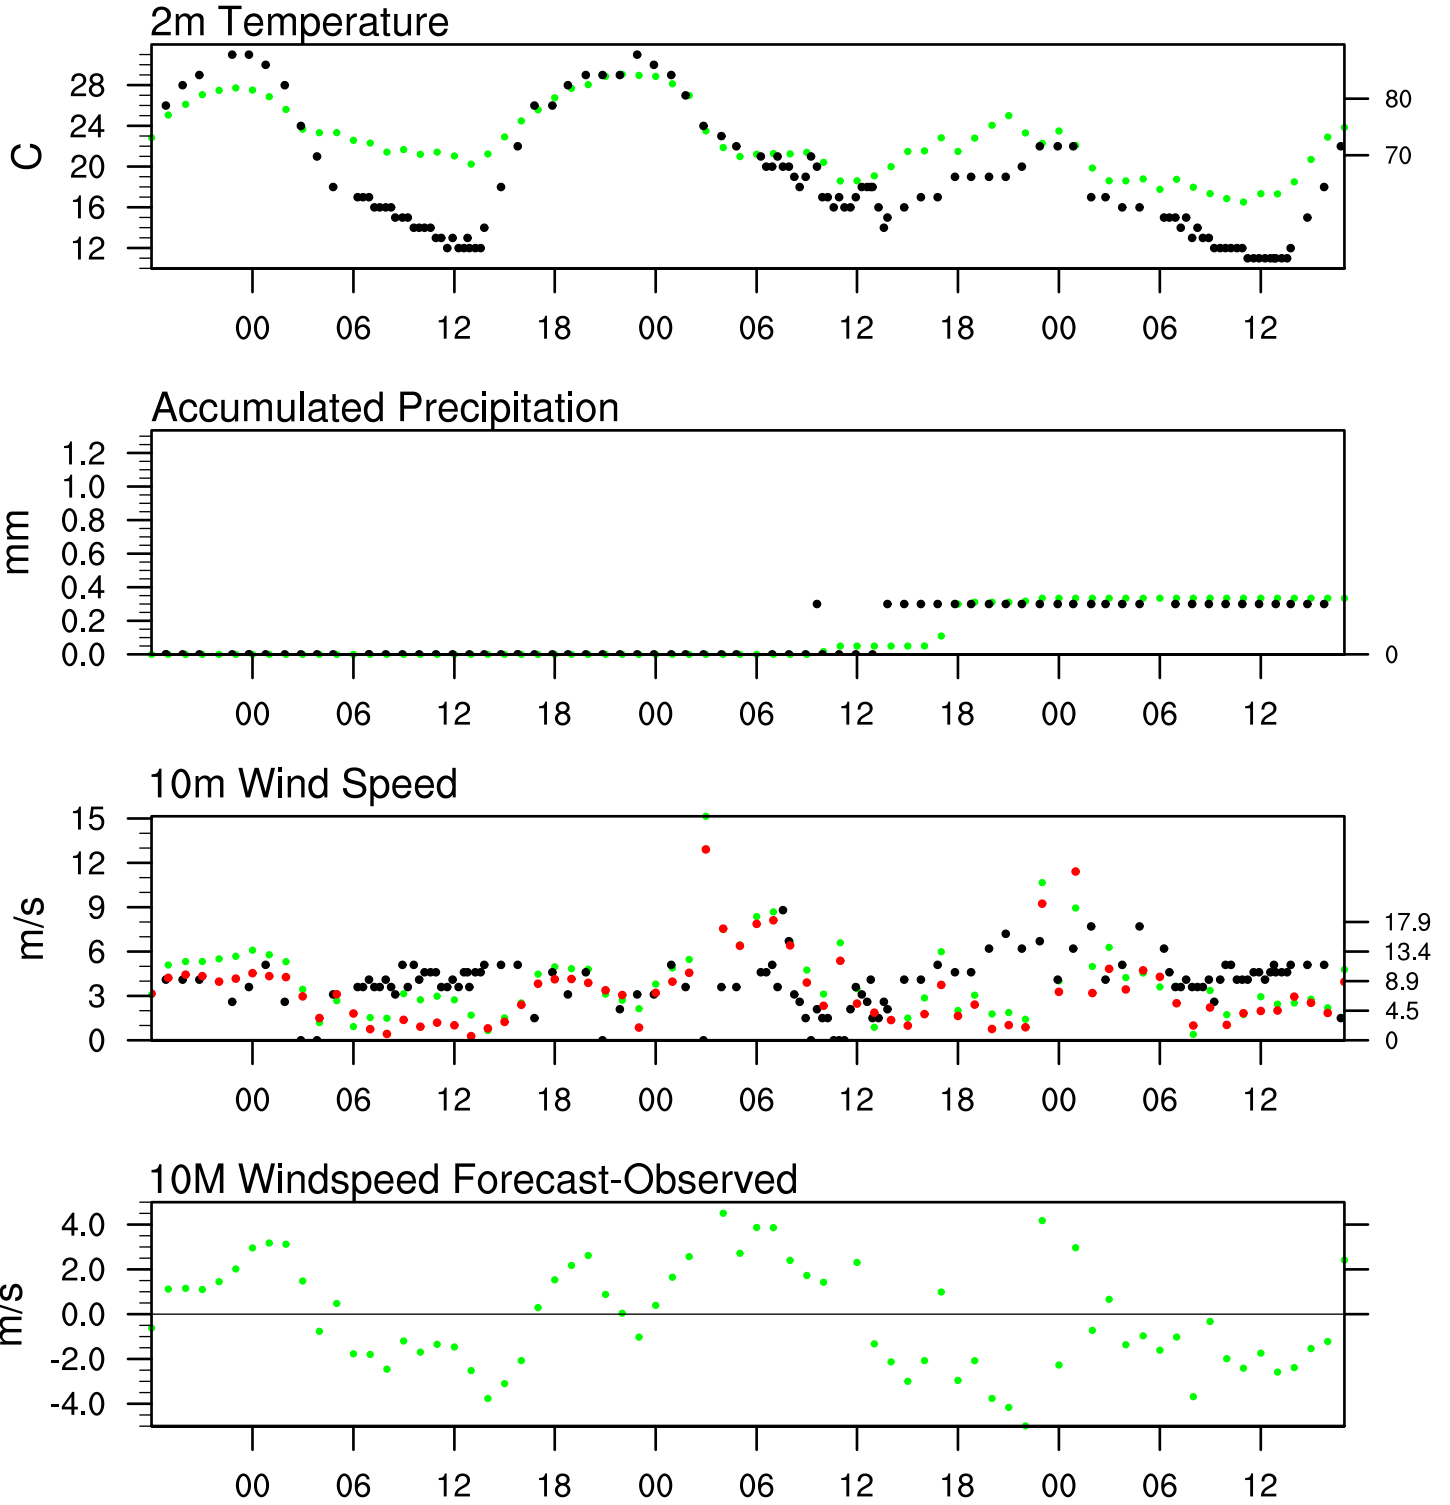 2m Temperature
28
24
20
16
12
C
80
70
00 06 12 18 00 06 12 18 00 06 12
Accumulated Precipitation
1.2
1.0
0.8
0.6
0.4
0.2
0.0
mm
0
00 06 12 18 00 06 12 18 00 06 12
10m Wind Speed
15
12
9
6
3
0
m/s
17.9
13.4
8.9
4.5
0
00 06 12 18 00 06 12 18 00 06 12
10M Windspeed Forecast-Observed
4.0
2.0
0.0
-2.0
-4.0
m/s
00 06 12 18 00 06 12 18 00 06 12